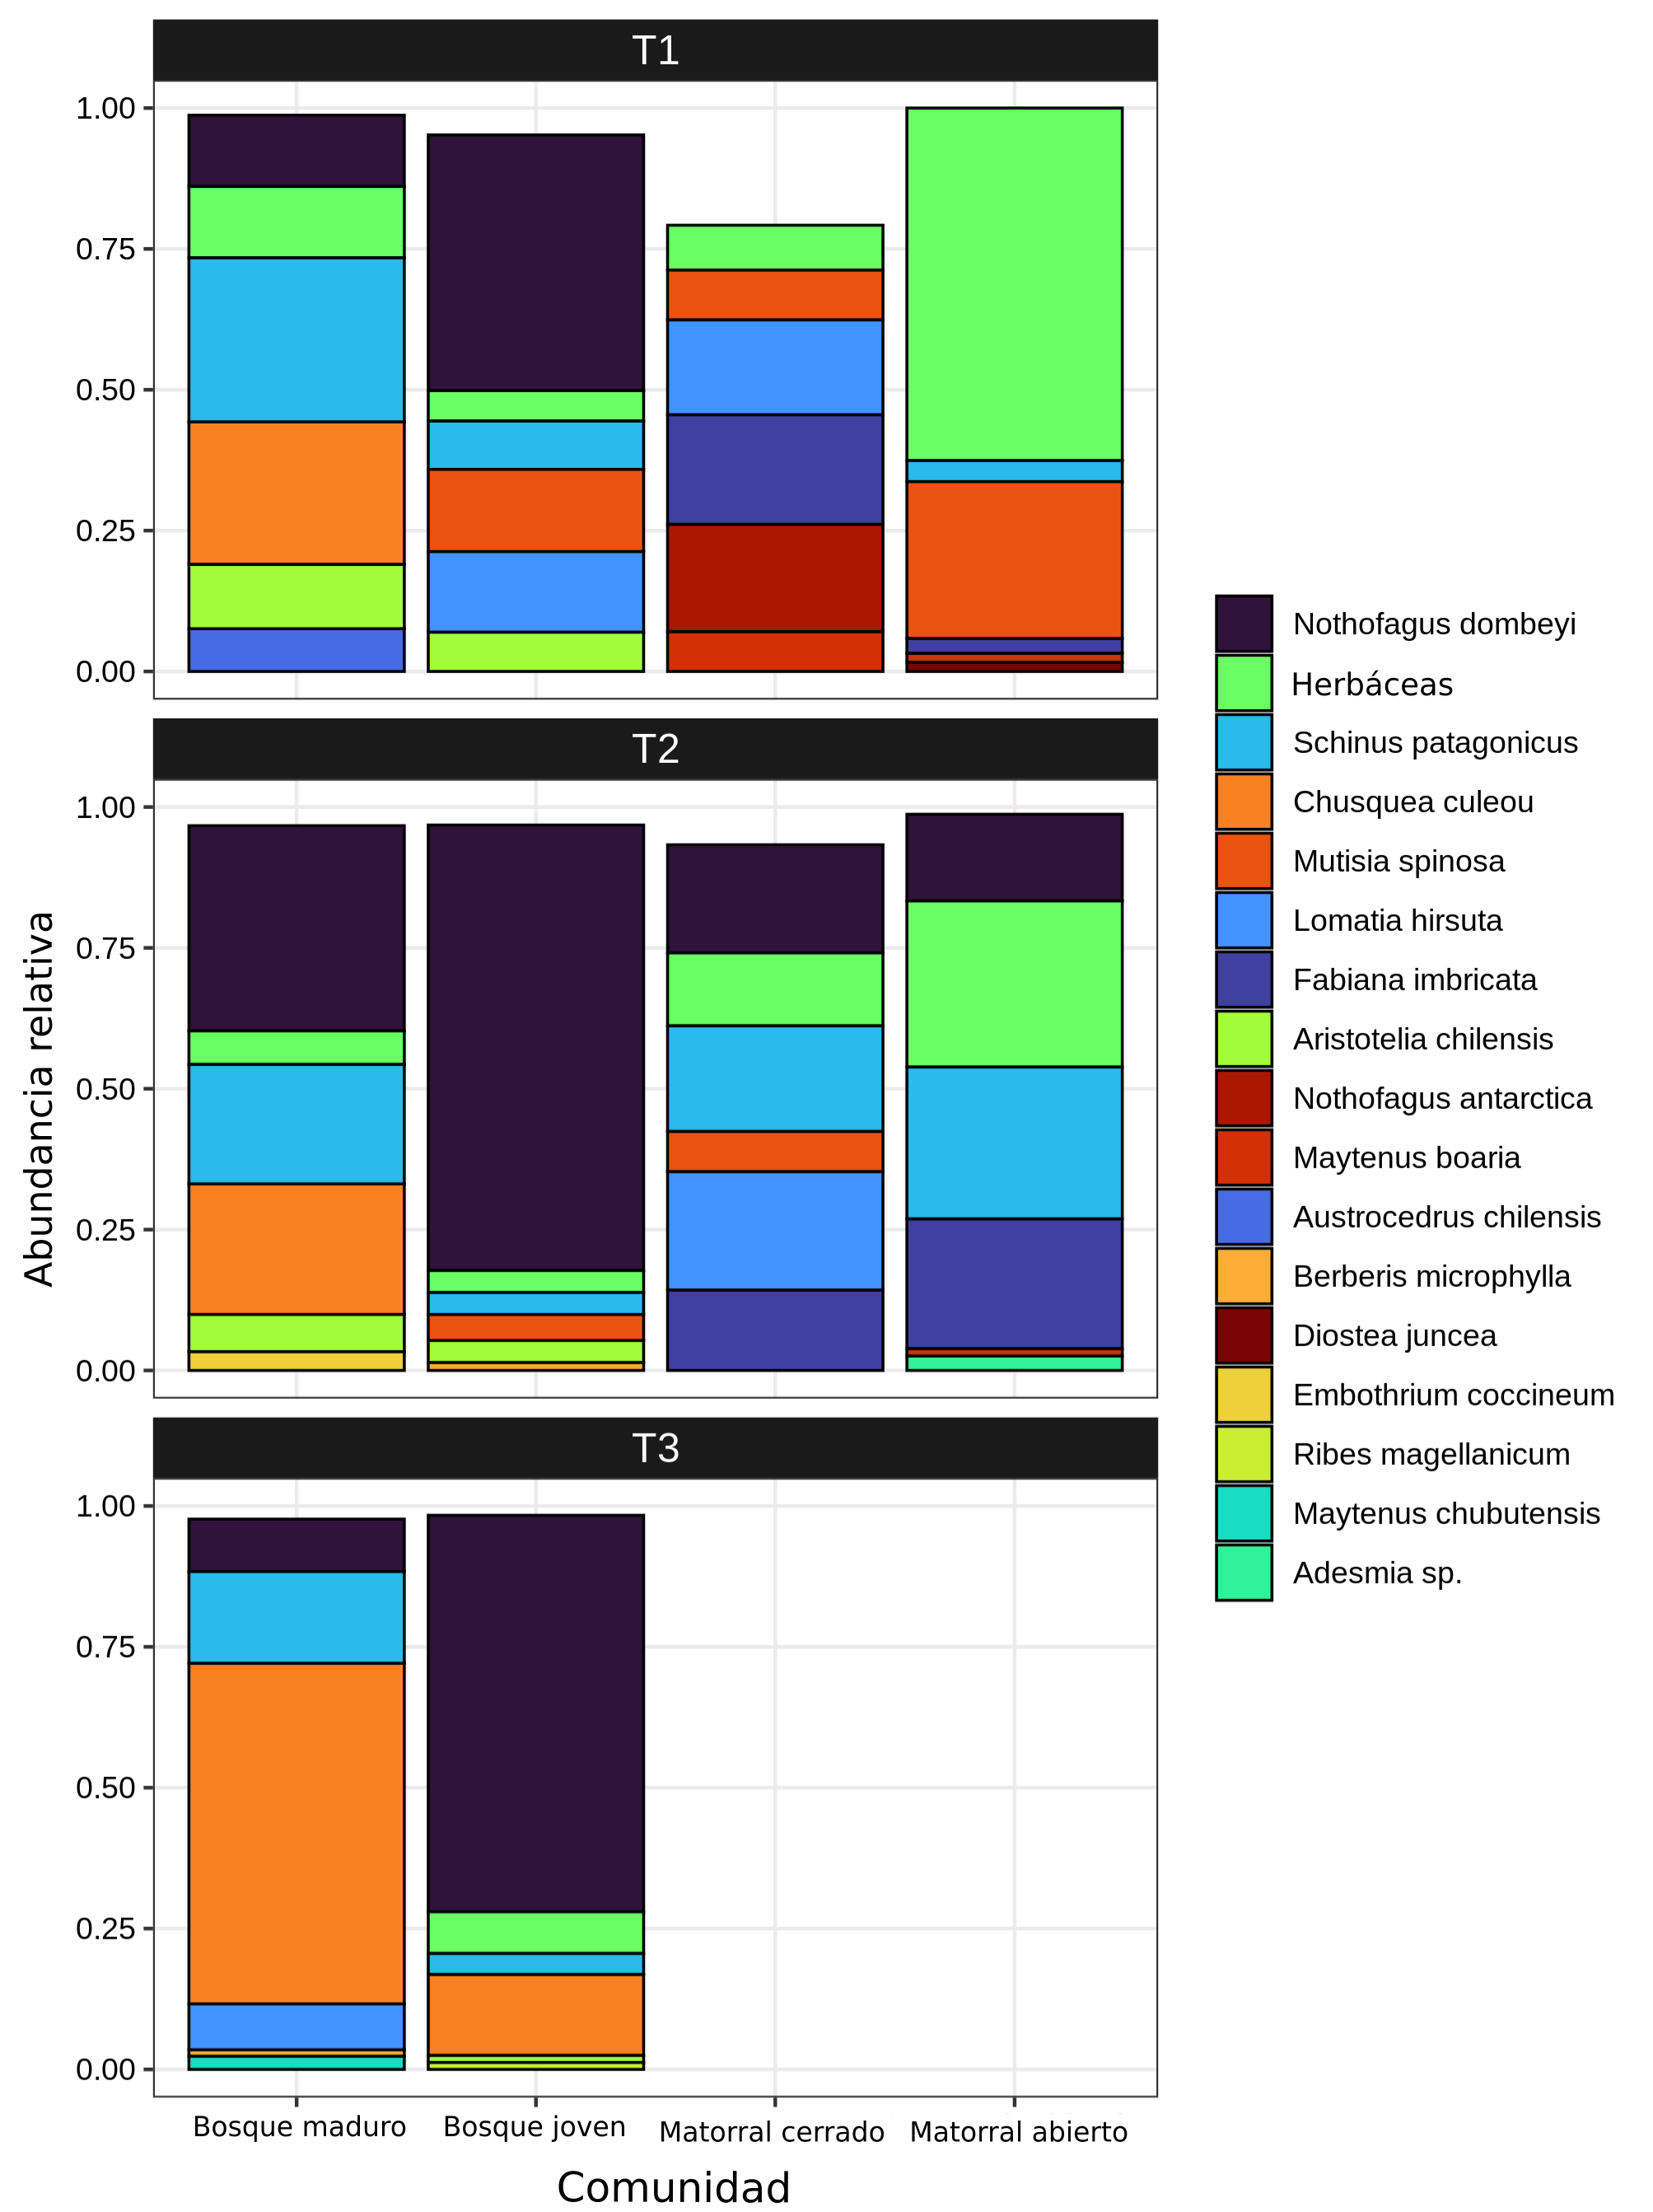 T1
1.00
0.75
0.50
0.25
0.00
T2
1.00
0.75
0.50
0.25
0.00
T3
1.00
0.75
0.50
0.25
0.00
Abundancia relativa
Bosque maduro
Bosque joven
Matorral cerrado
Matorral abierto
Comunidad
Nothofagus dombeyi
Herbáceas
Schinus patagonicus
Chusquea culeou
Mutisia spinosa
Lomatia hirsuta
Fabiana imbricata
Aristotelia chilensis
Nothofagus antarctica
Maytenus boaria
Austrocedrus chilensis
Berberis microphylla
Diostea juncea
Embothrium coccineum
Ribes magellanicum
Maytenus chubutensis
Adesmia sp.